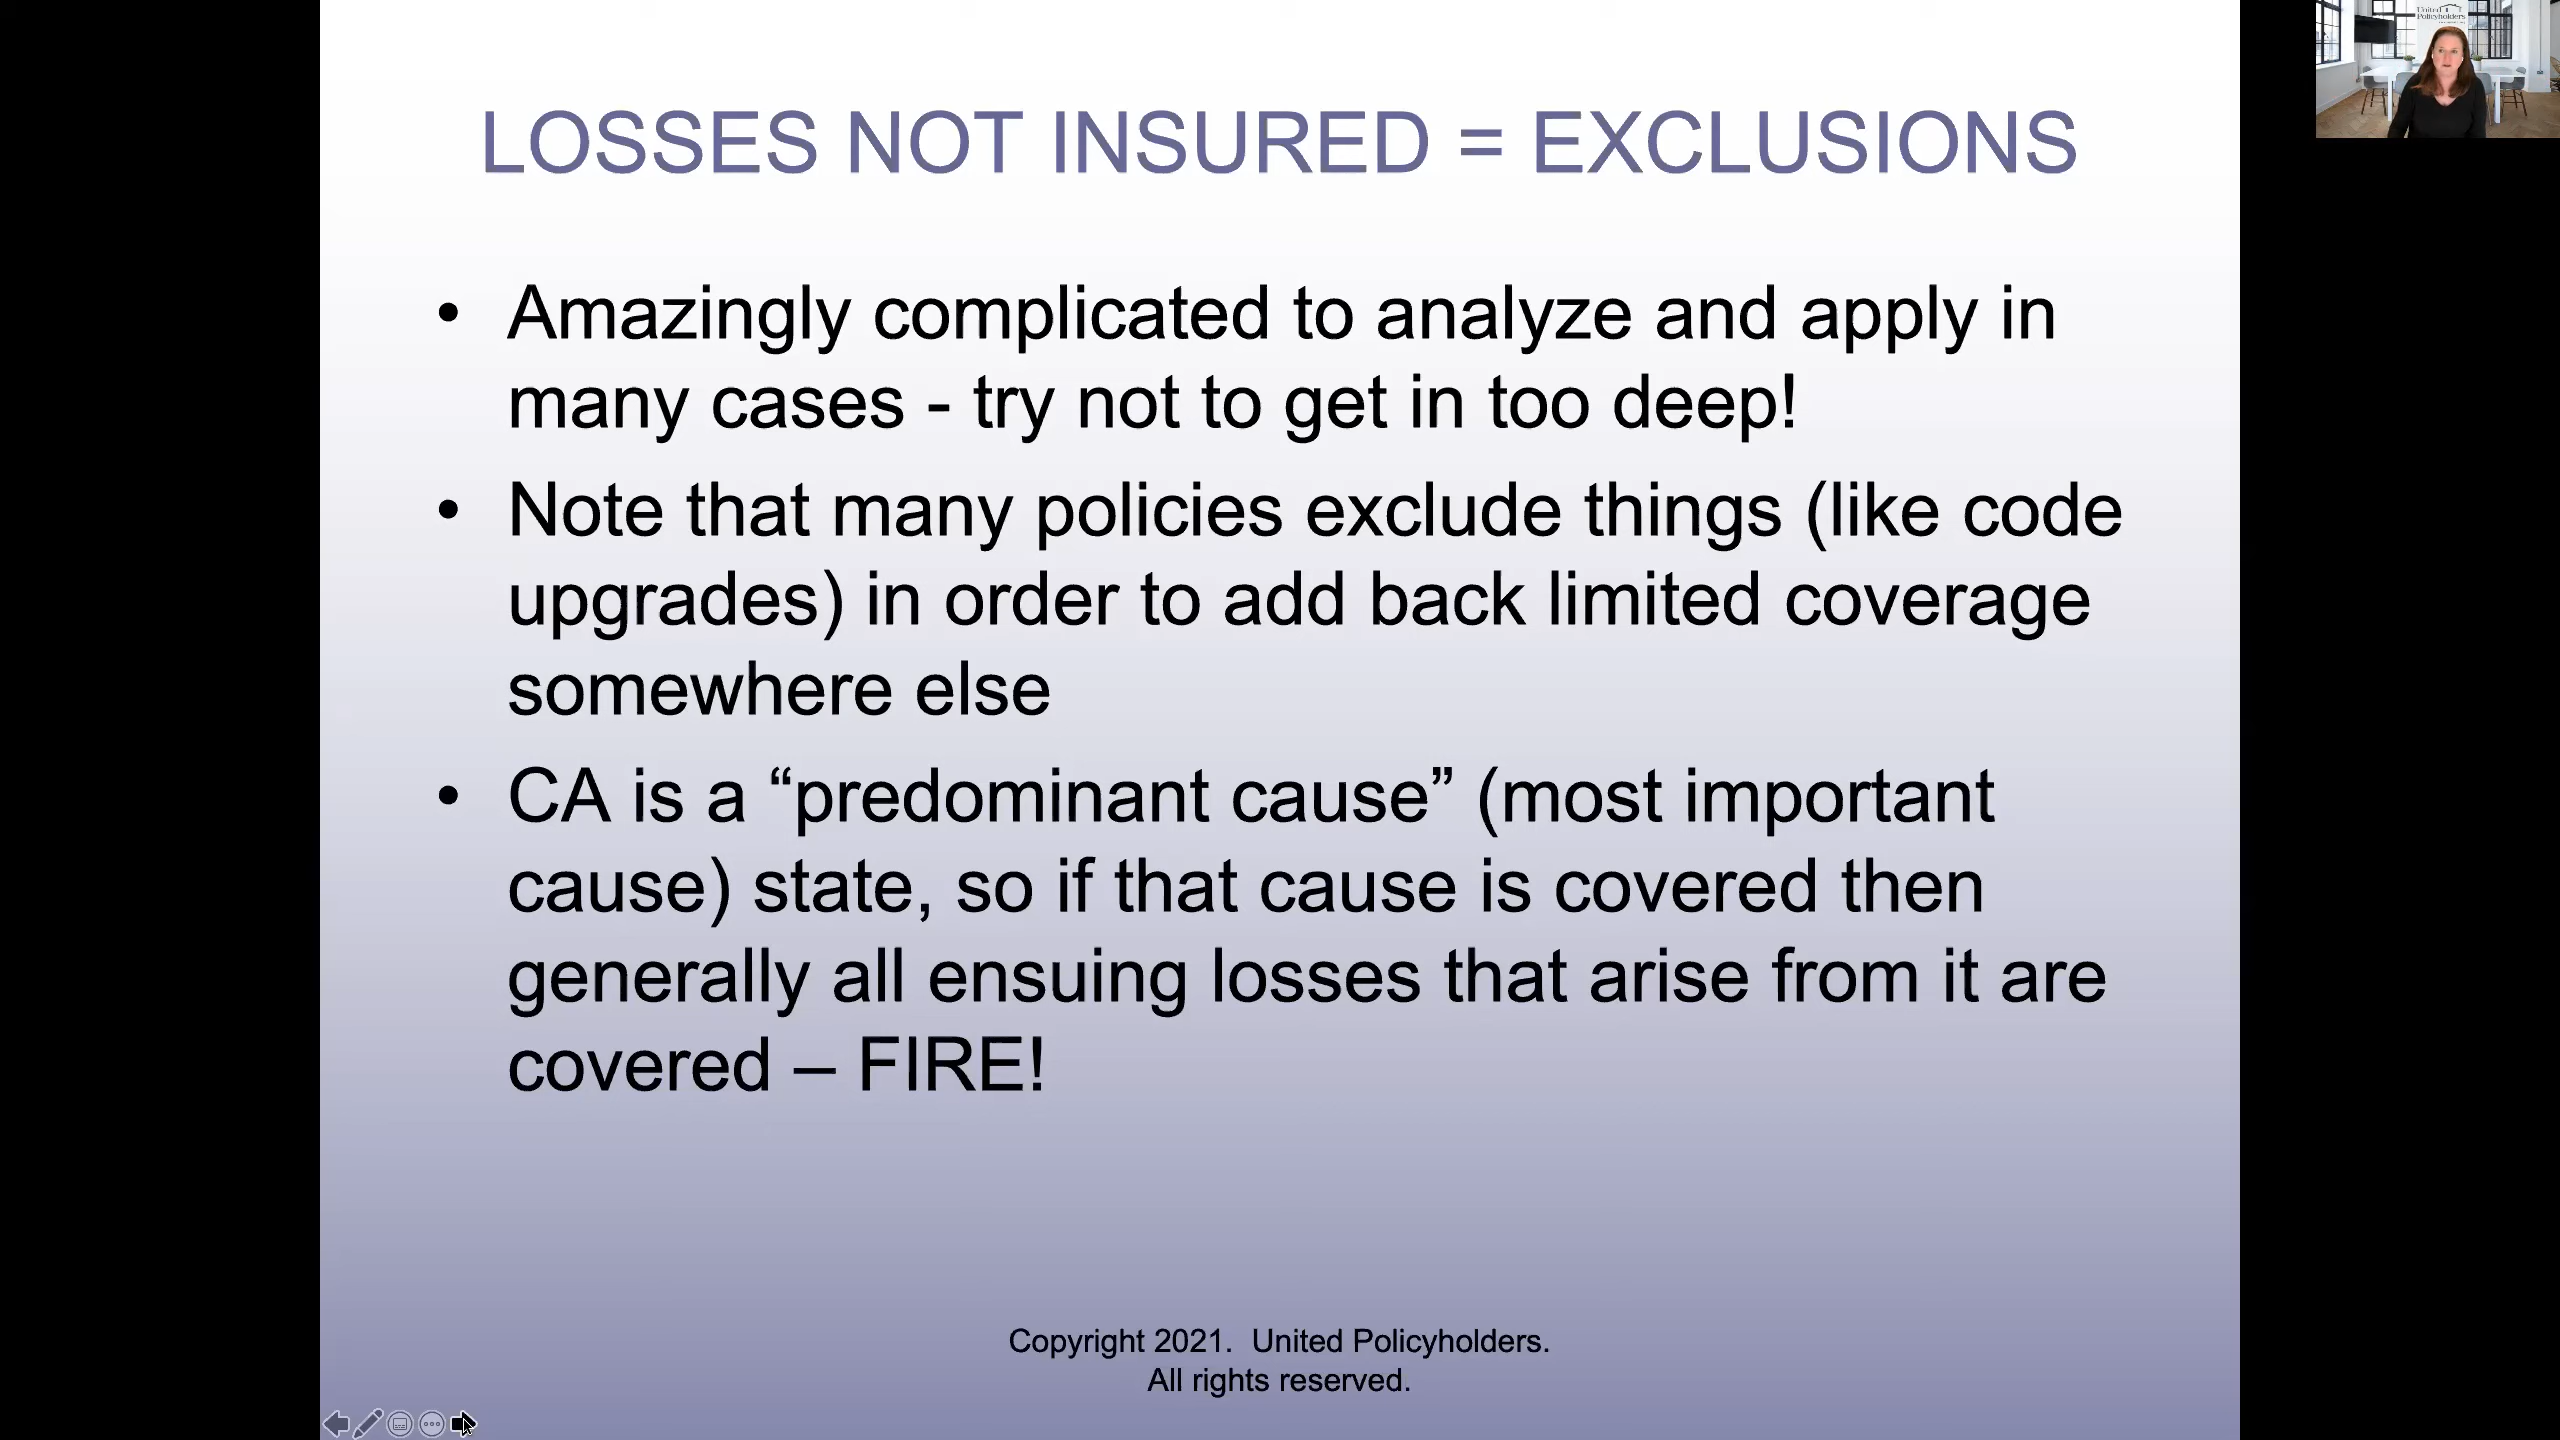 LOSSES NOT INSURED = EXCLUSIONS
• Amazingly complicated to analyze and apply in
many cases - try not to get in too deep!
• Note that many policies exclude things (like code
upgrades) in order to add back limited coverage
somewhere else
• CA is a “predominant cause” (most important
cause) state, so if that cause is covered then
generally all ensuing losses that arise from it are
covered – FIRE!
Copyright 2021.  United Policyholders.
All rights reserved.
United
Policyholders